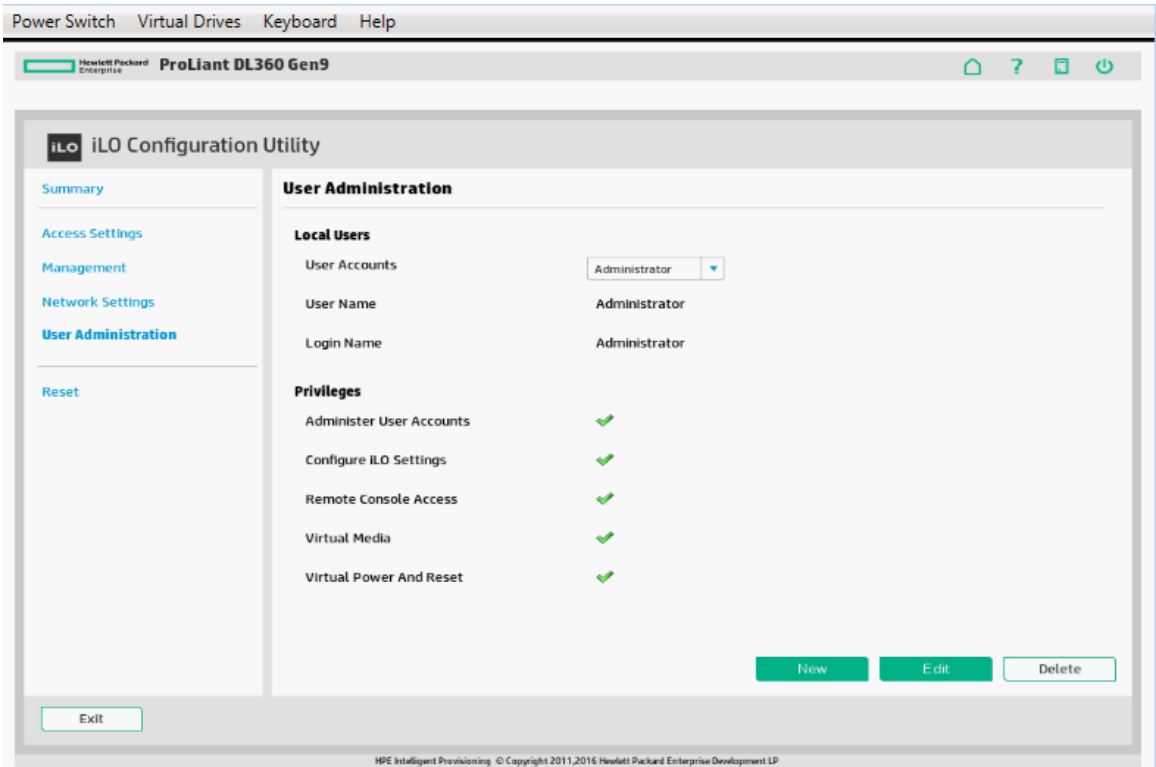 Power Switch Virtual Drives Keyboard Help
Hewlett Packard
Enterprise
ProLiant DL360 Gen9
?
iLO iLO Configuration Utility
Summary
Access Settings
Management
Network Settings
User Administration
Reset
User Administration
Local Users
User Accounts Administrator
User Name Administrator
Login Name Administrator
Privileges
Administer User Accounts
Configure iLO Settings
Remote Console Access
Virtual Media
Virtual Power And Reset
New Edit Delete
Exit
HPE Intelligent Provisioning © Copyright 2011,2016 Hewlett Packard Enterprise Development LP